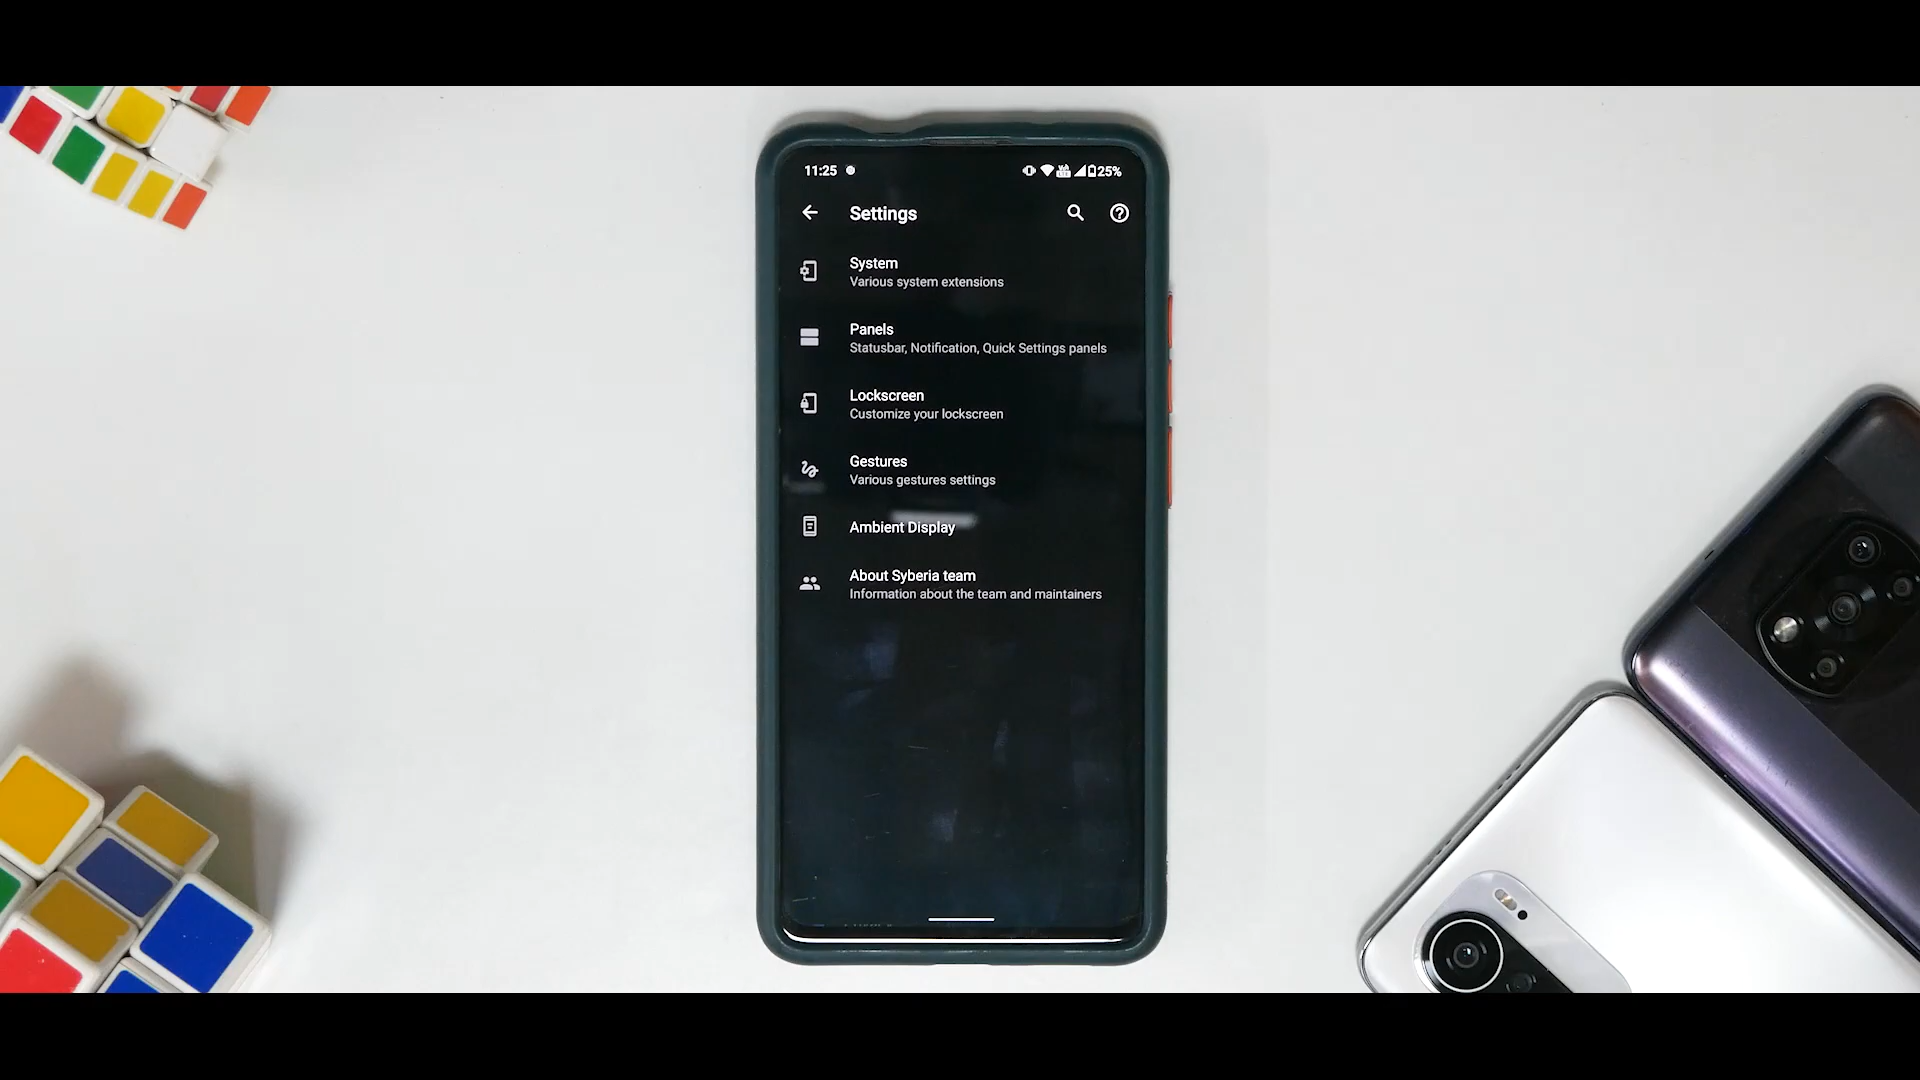 11:25 25%
Settings
System
Various system extensions
Panels
Statusbar, Notification, Quick Settings panels
Lockscreen
Customize your lockscreen
Gestures
Various gestures settings
Ambient Display
About Syberia team
Information about the team and maintainers